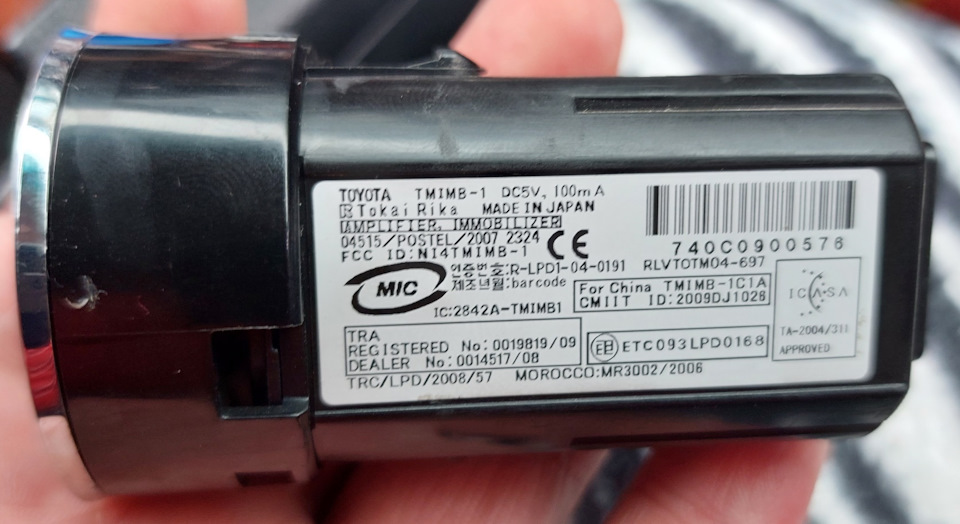 TOYOTA TMIMB-1 DC5V, 100mA
R Tokai Rika MADE IN JAPAN
AMPLIFIER, IMMOBILIZER
04515/POSTEL/2007 2324
FCC ID:NI4TMIMB-1
CE
740C0900576
MIC
인증번호:R-LPD1-04-0191 RLVTOTM04-697
제조년월:barcode
IC:2842A-TMIMB1
For China TMIMB-1C1A
CMIIT ID:2009DJ1026
ICASA
TA-2004/311
APPROVED
TRA
REGISTERED No:0019819/09
DEALER No:0014517/08
ETC093LPD0168
TRC/LPD/2008/57 MOROCCO:MR3002/2006